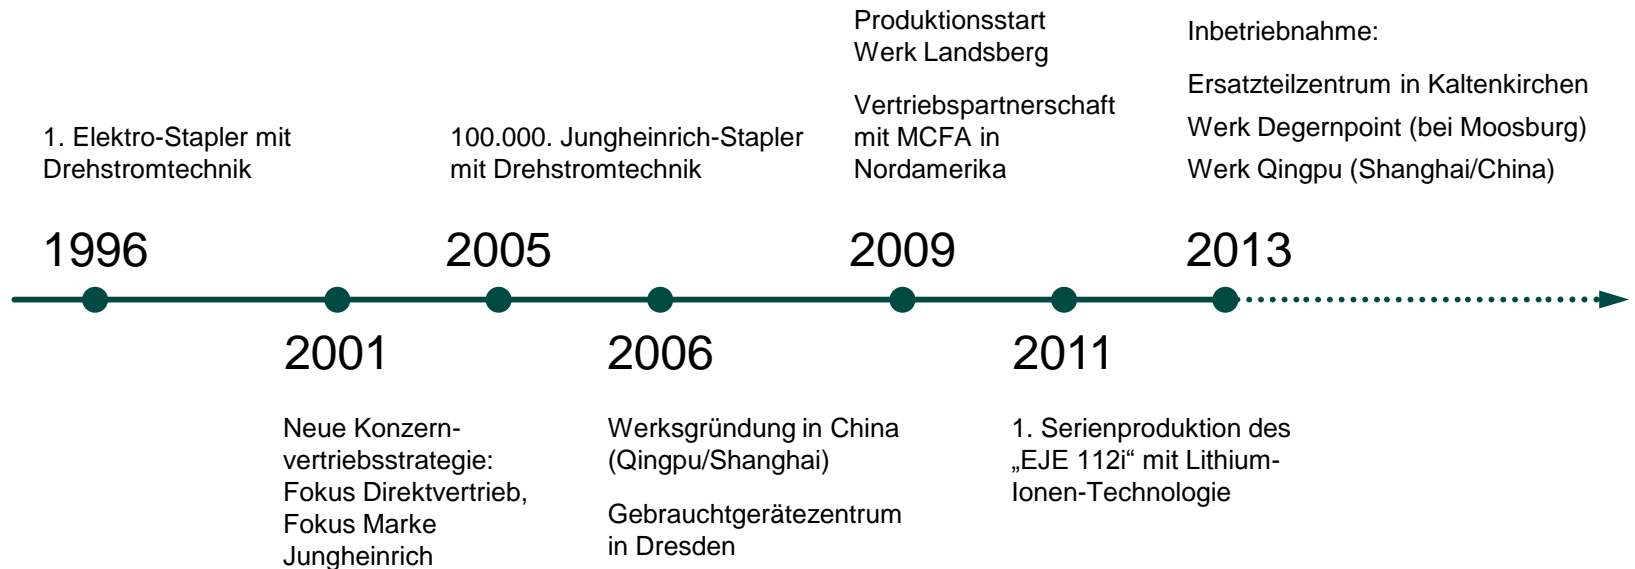 1. Elektro-Stapler mit
Drehstromtechnik
1996
2001
Neue Konzern-
vertriebsstrategie:
Fokus Direktvertrieb,
Fokus Marke
Jungheinrich
100.000. Jungheinrich-Stapler
mit Drehstromtechnik
2005
2006
Werksgründung in China
(Qingpu/Shanghai)
Gebrauchtgerätezentrum
in Dresden
Produktionsstart
Werk Landsberg
Vertriebspartnerschaft
mit MCFA in
Nordamerika
2009
2011
1. Serienproduktion des
„EJE 112i“ mit Lithium-
Ionen-Technologie
Inbetriebnahme:
Ersatzteilzentrum in Kaltenkirchen
Werk Degernpoint (bei Moosburg)
Werk Qingpu (Shanghai/China)
2013